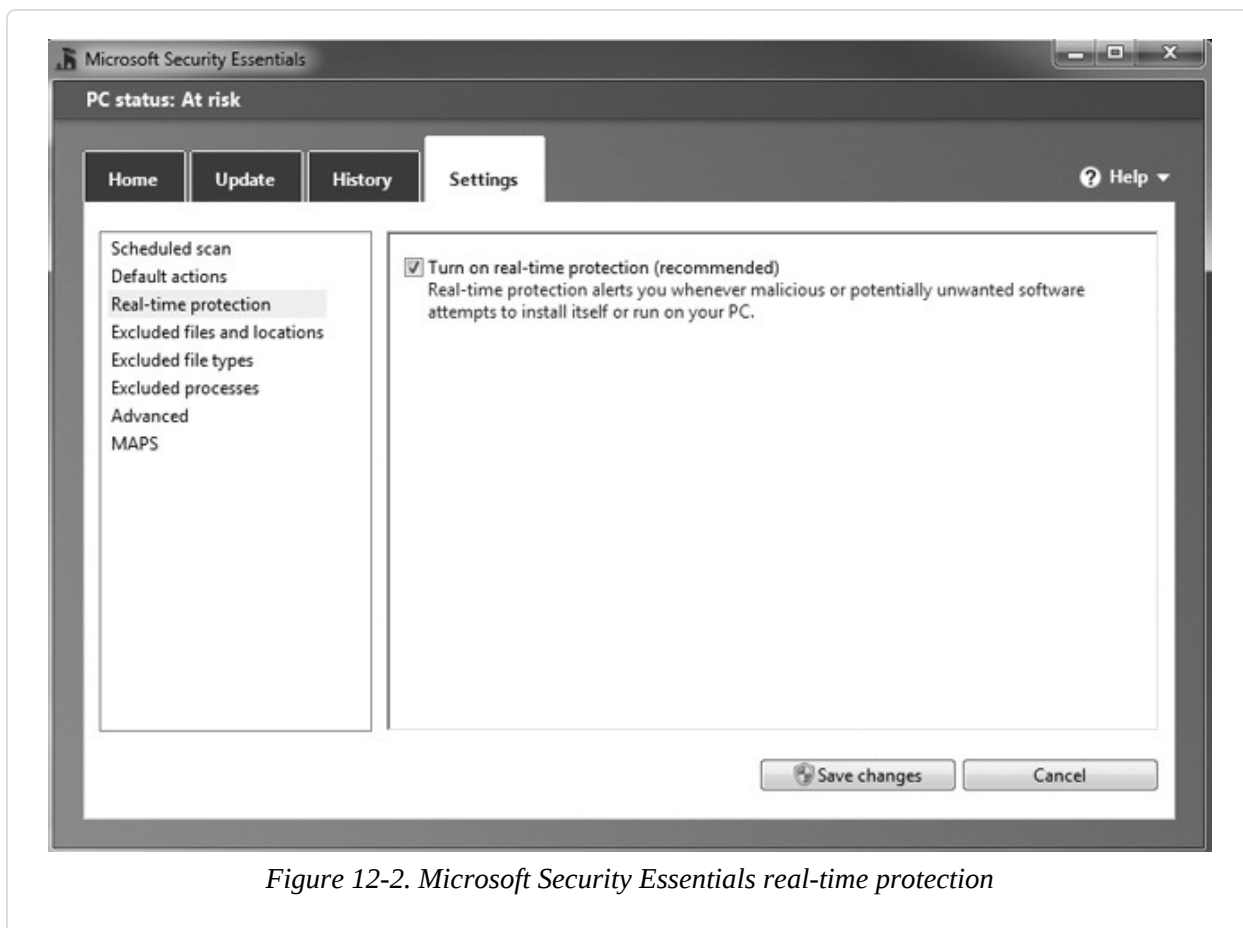 Microsoft Security Essentials
PC status: At risk
Home
Update
History
Settings
Help
Scheduled scan
Default actions
Real-time protection
Excluded files and locations
Excluded file types
Excluded processes
Advanced
MAPS
Turn on real-time protection (recommended)
Real-time protection alerts you whenever malicious or potentially unwanted software
attempts to install itself or run on your PC.
Save changes
Cancel
Figure 12-2. Microsoft Security Essentials real-time protection